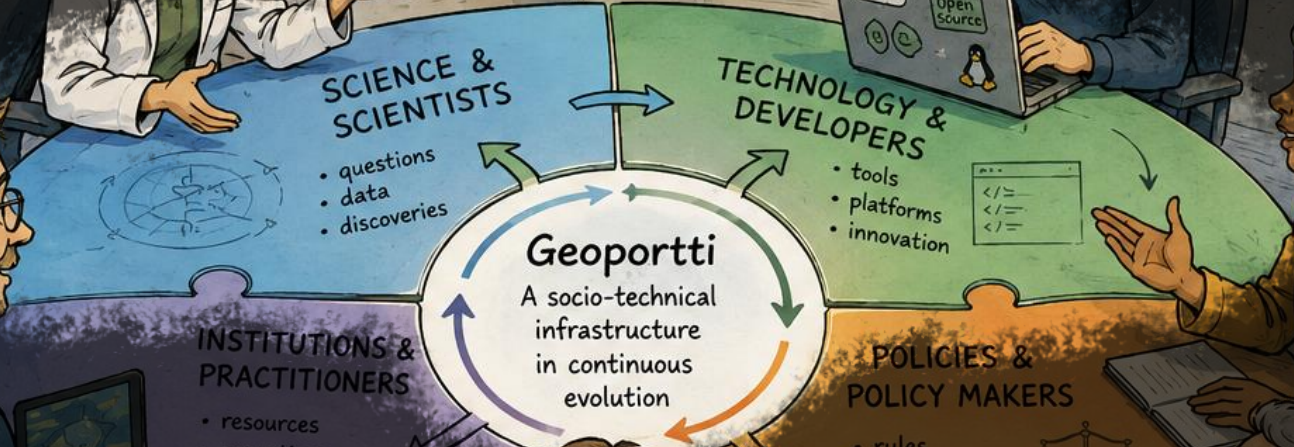 Open
Source
SCIENCE &
SCIENTISTS
• questions
• data
• discoveries
TECHNOLOGY &
DEVELOPERS
• tools
• platforms
• innovation
</>
</>
</>
Geoportti
A socio-technical
infrastructure
in continuous
evolution
INSTITUTIONS &
PRACTITIONERS
• resources
POLICIES &
POLICY MAKERS
• rules